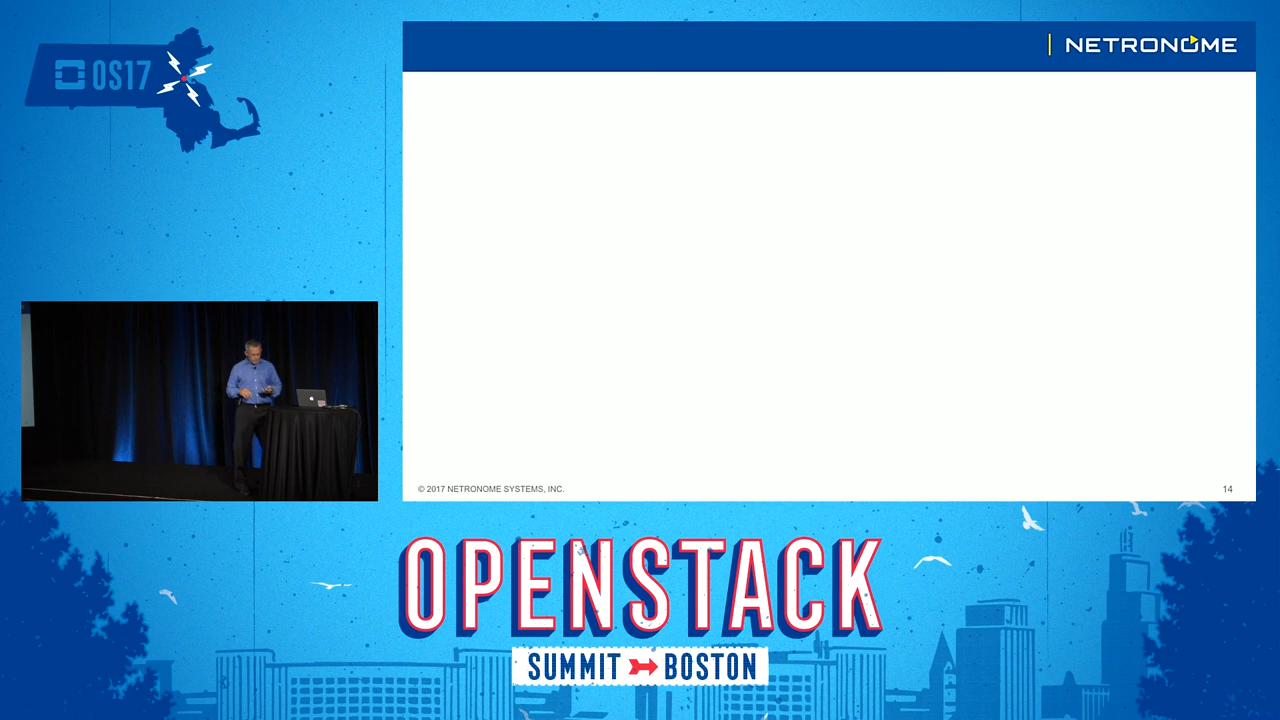 OS17
NETRONOME
© 2017 NETRONOME SYSTEMS, INC.
14
OPENSTACK
SUMMIT BOSTON